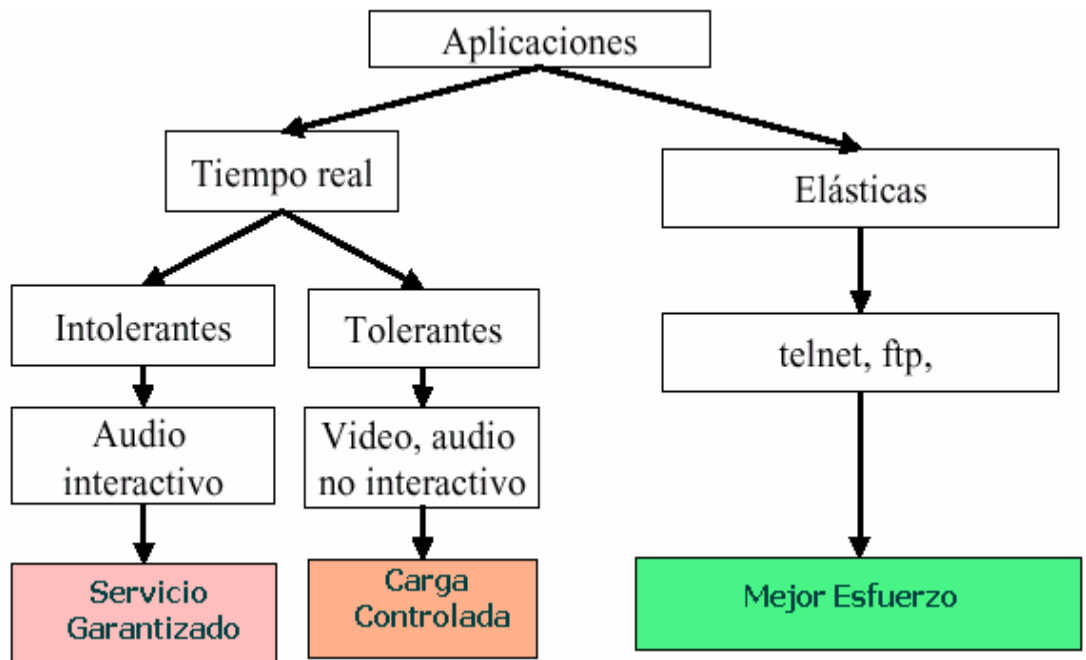 Aplicaciones
Tiempo real
Elásticas
Intolerantes
Tolerantes
telnet, ftp,
Audio
interactivo
Video, audio
no interactivo
Servicio
Garantizado
Carga
Controlada
Mejor Esfuerzo